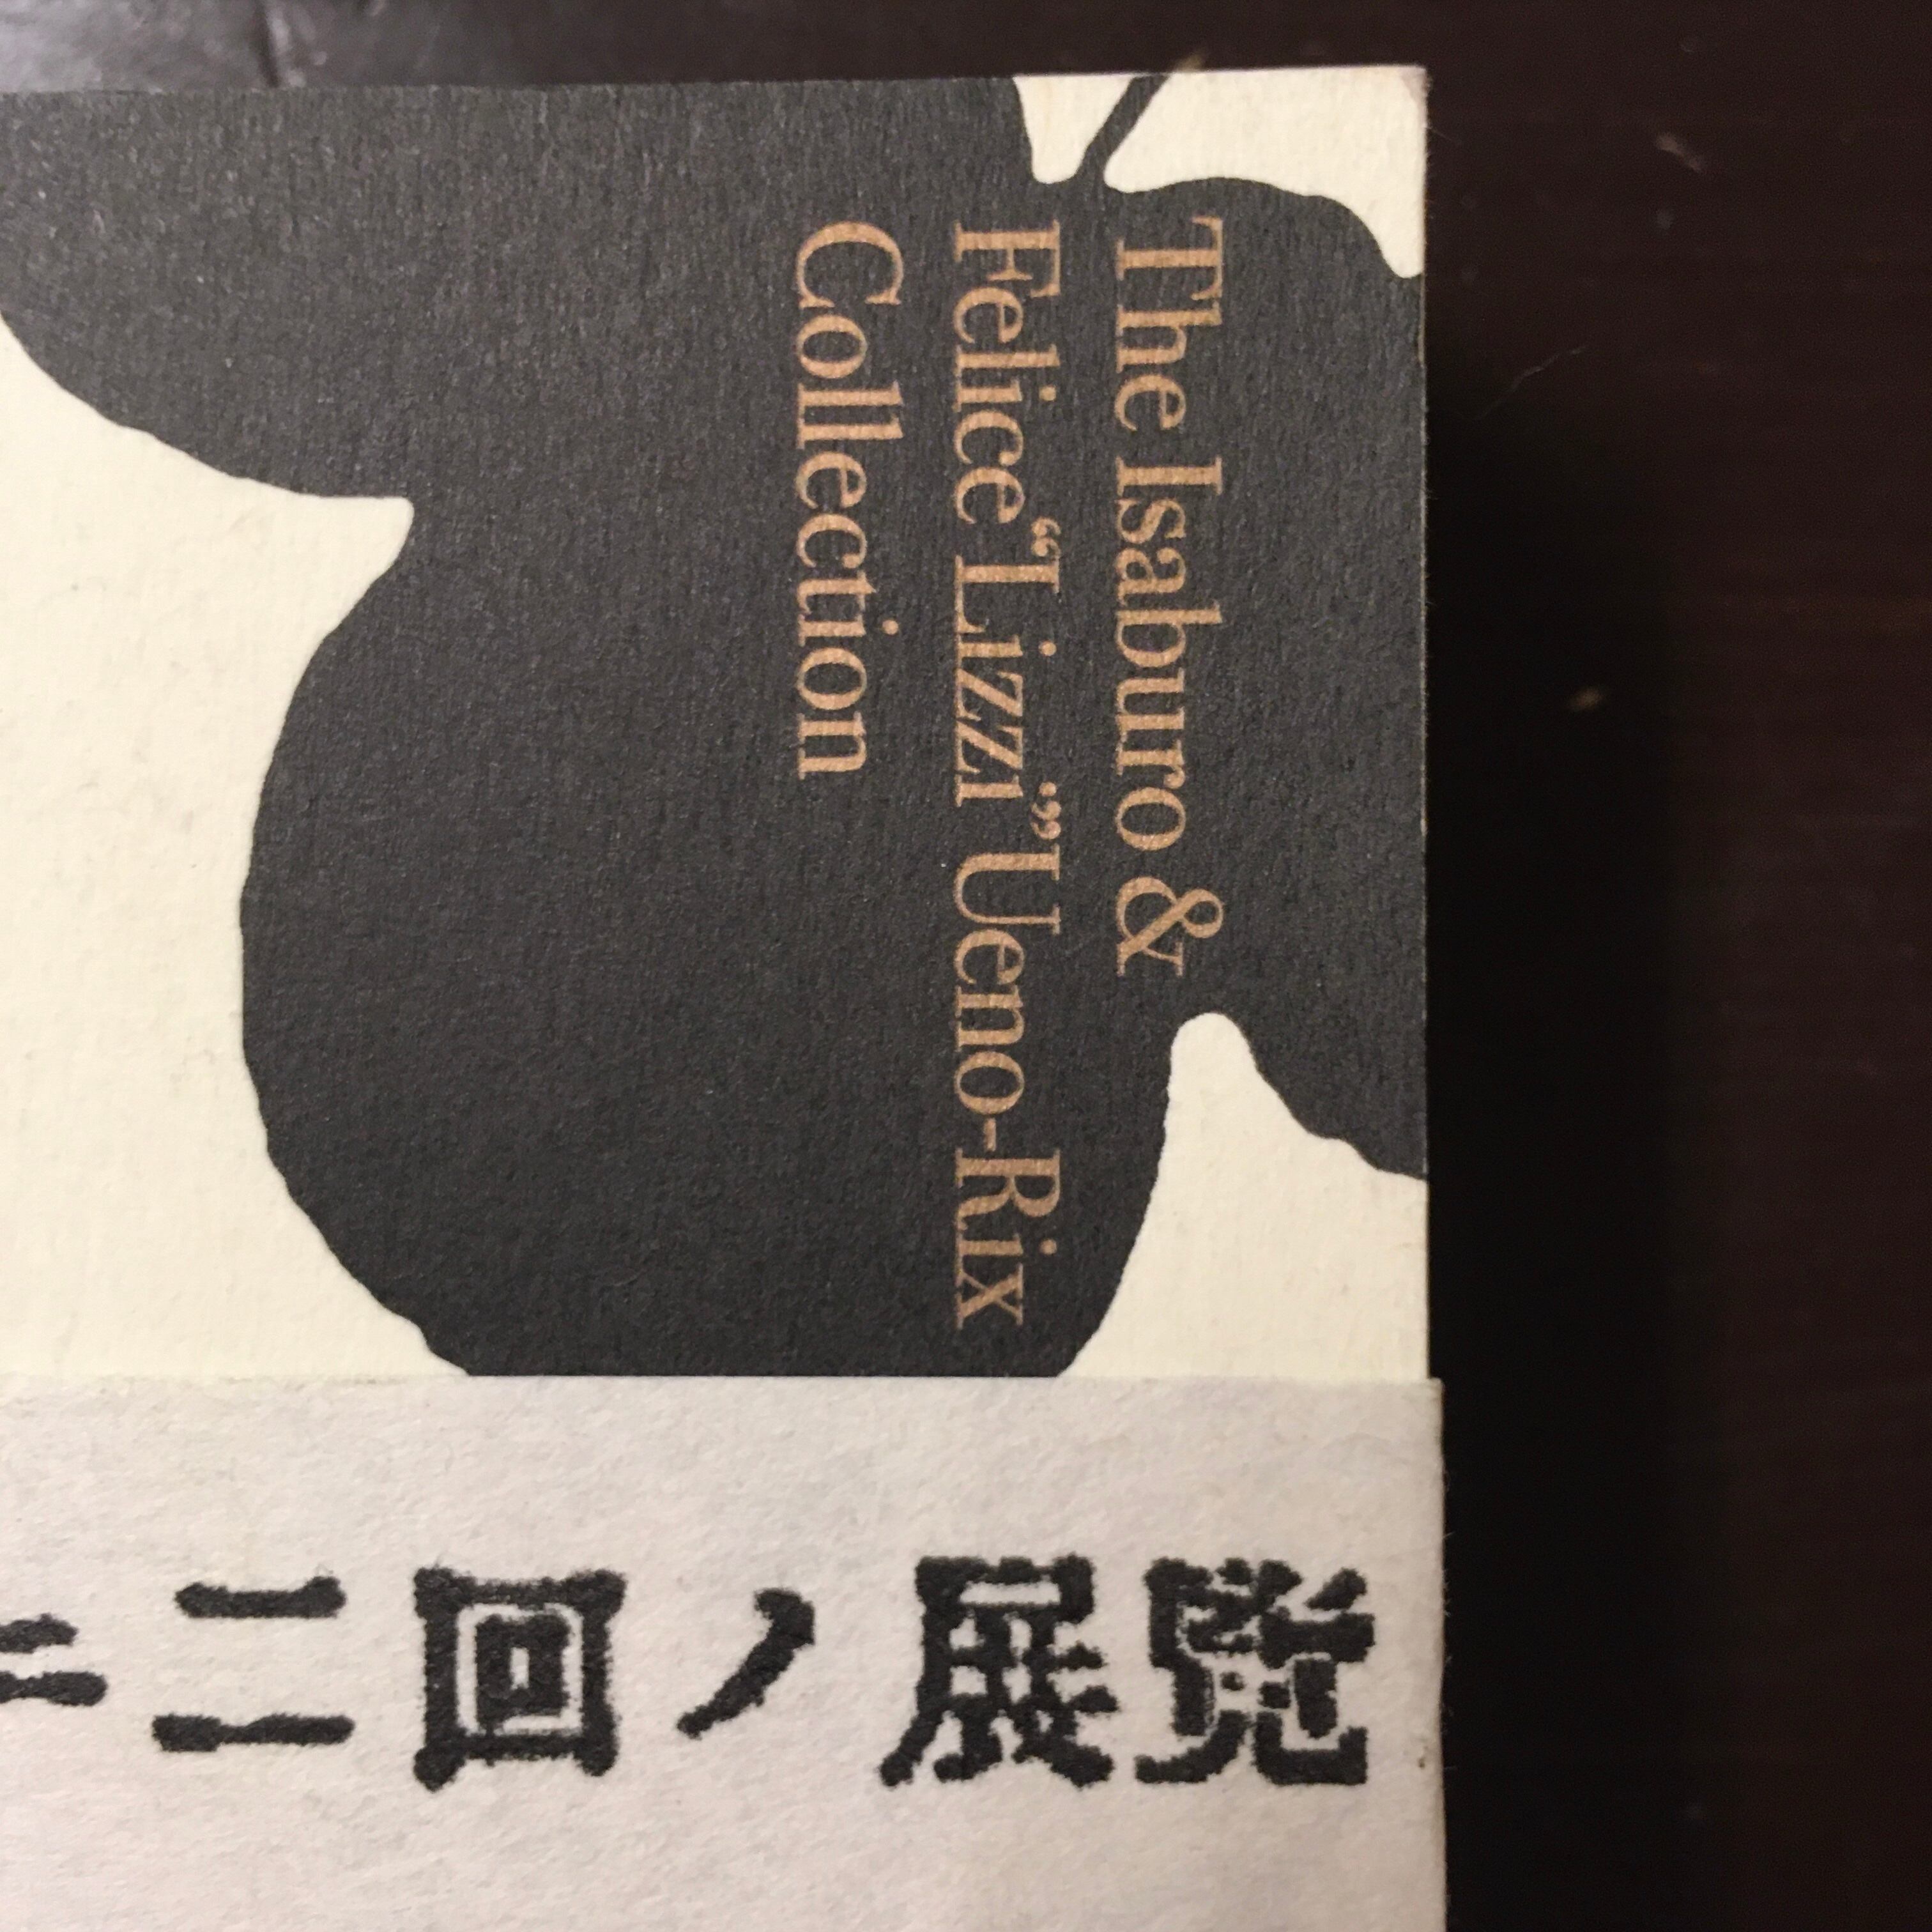 The Isaburo &
Felice “Lizzi” Ueno-Rix
Collection
二回ノ展覧